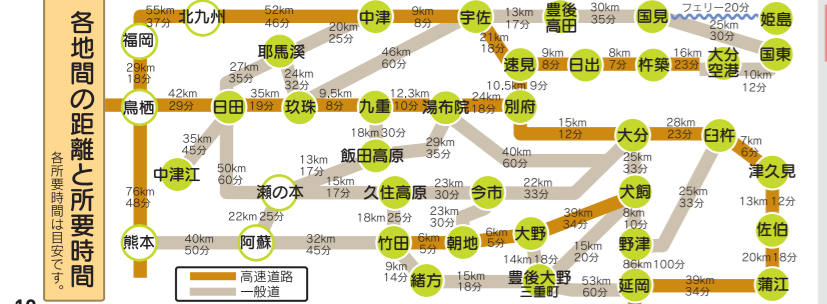 各地間の距離と所要時間
各所要時間は目安です。
55km
37分
北九州
52km
46分
中津
9km
8分
宇佐
13km
17分
豊後
高田
30km
35分
国見
フェリー20分
姫島
福岡
20km
25分
21km
18分
25km
30分
国東
耶馬溪
46km
60分
29km
18分
27km
35分
24km
32分
速見
9km
8分
日出
8km
7分
杵築
16km
23分
大分
空港
10km
12分
10.5km
9分
鳥栖
42km
29分
日田
35km
19分
玖珠
9.5km
8分
九重
12.3km
10分
湯布院
24km
18分
別府
15km
12分
大分
28km
23分
臼杵
7km
6分
津久見
35km
45分
中津江
50km
60分
18km
30分
飯田高原
29km
35分
40km
60分
25km
33分
13km
17分
瀬の本
15km
17分
久住高原
23km
30分
今市
22km
33分
犬飼
76km
48分
22km
25分
18km
25分
23km
30分
39km
34分
8km
10分
25km
33分
13km
12分
佐伯
熊本
40km
50分
阿蘇
32km
45分
竹田
6km
5分
朝地
6km
5分
大野
15km
20分
野津
20km
18分
9km
14分
緒方
15km
18分
14km
18分
豊後大野
三重町
53km
60分
86km
100分
延岡
39km
34分
蒲江
高速道路
一般道